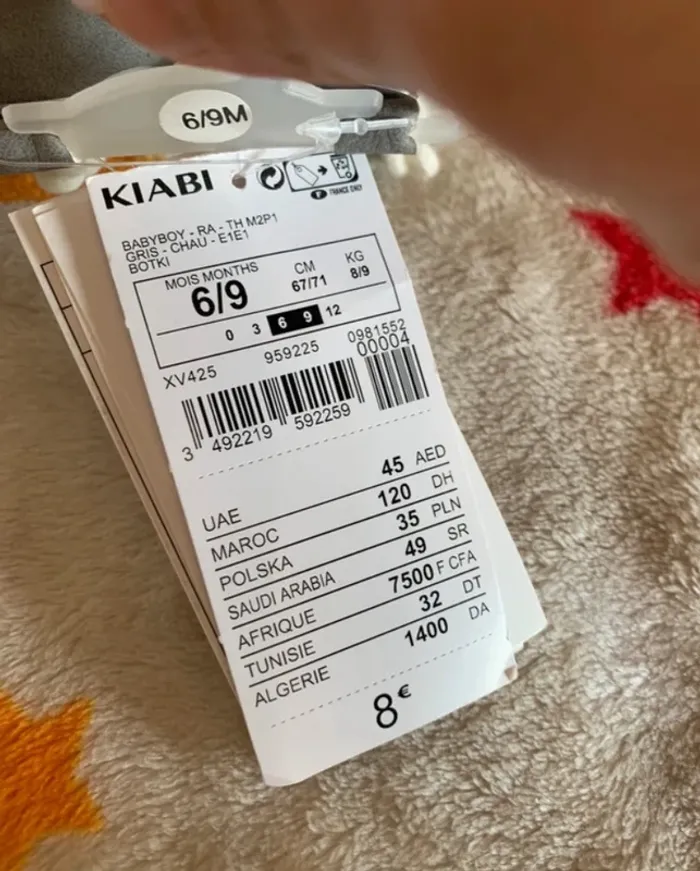 6/9M
KIABI
FRANCE ONLY
BABYBOY - RA - TH M2P1
GRIS - CHAU - E1E1
BOTKI
MOIS MONTHS CM KG
6/9 67/71 8/9
0 3 6 9 12
XV425 959225 0981552
00004
3 492219 592259
UAE 45 AED
MAROC 120 DH
POLSKA 35 PLN
SAUDI ARABIA 49 SR
AFRIQUE 7500 F CFA
TUNISIE 32 DT
ALGERIE 1400 DA
8€